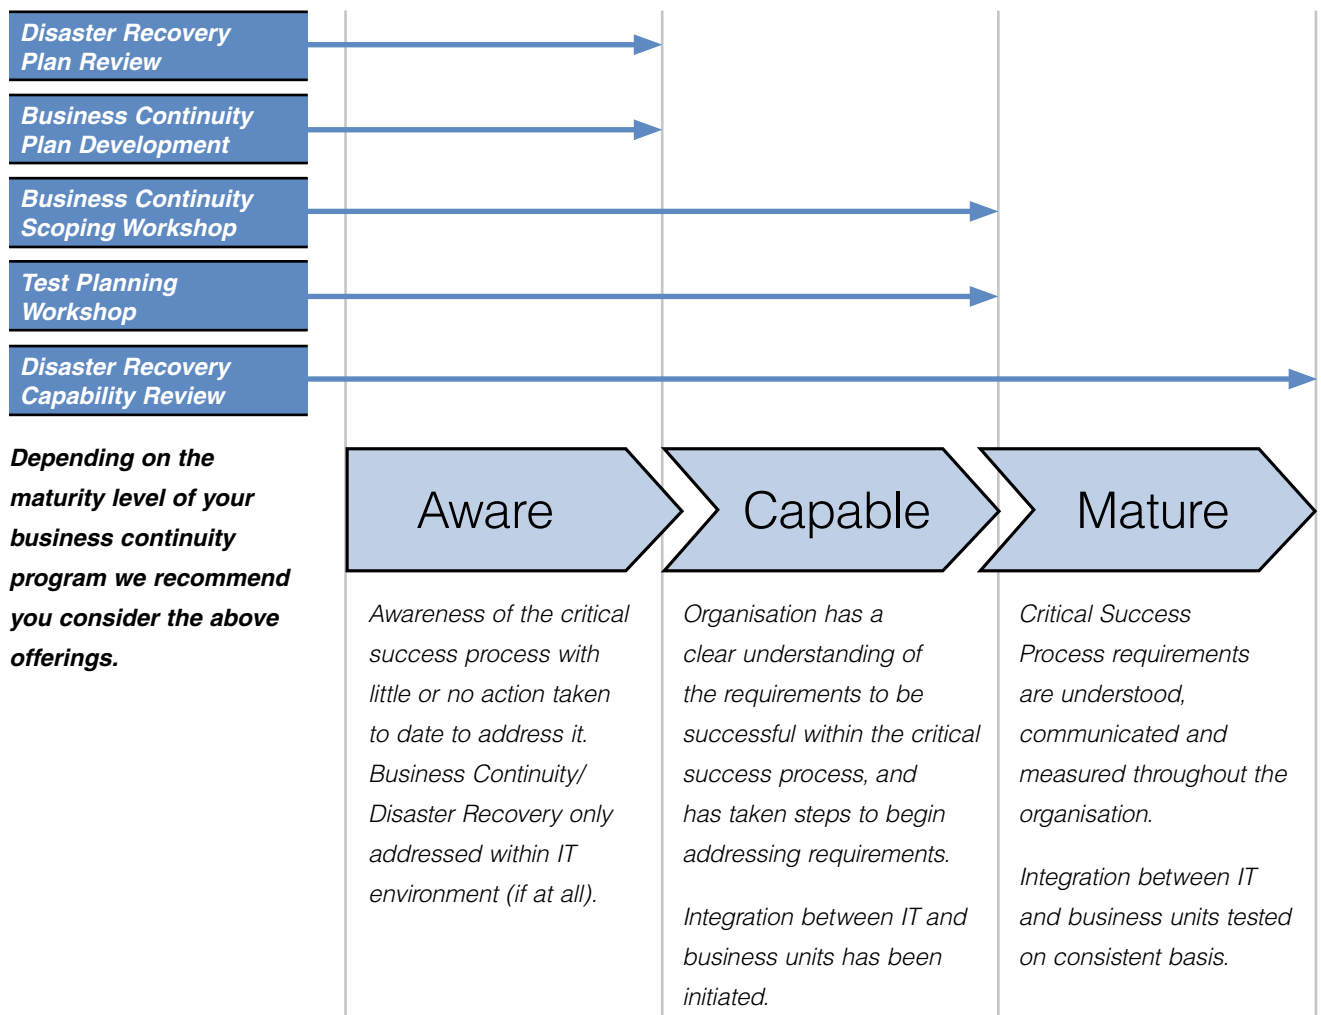 Disaster Recovery
Plan Review
Business Continuity
Plan Development
Business Continuity
Scoping Workshop
Test Planning
Workshop
Disaster Recovery
Capability Review
Depending on the
maturity level of your
business continuity
program we recommend
you consider the above
offerings.
Aware
Awareness of the critical
success process with
little or no action taken
to date to address it.
Business Continuity/
Disaster Recovery only
addressed within IT
environment (if at all).
Capable
Organisation has a
clear understanding of
the requirements to be
successful within the critical
success process, and
has taken steps to begin
addressing requirements.
Integration between IT and
business units has been
initiated.
Mature
Critical Success
Process requirements
are understood,
communicated and
measured throughout the
organisation.
Integration between IT
and business units tested
on consistent basis.